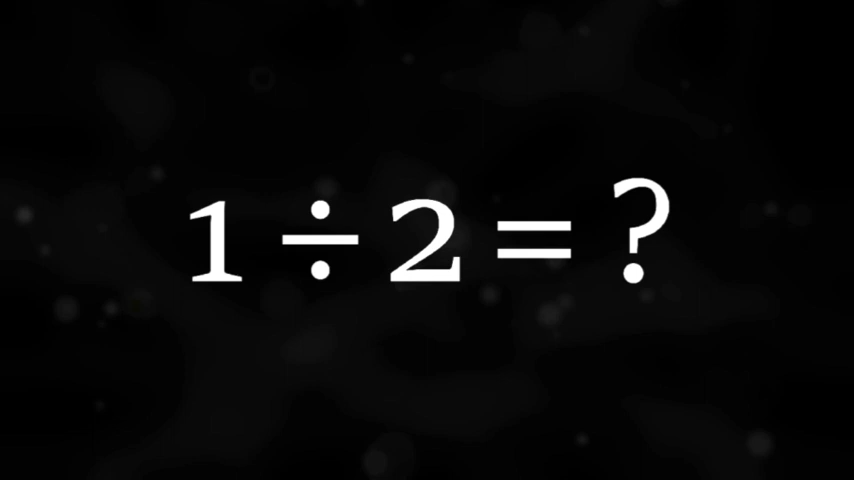 1 ÷ 2 = ?